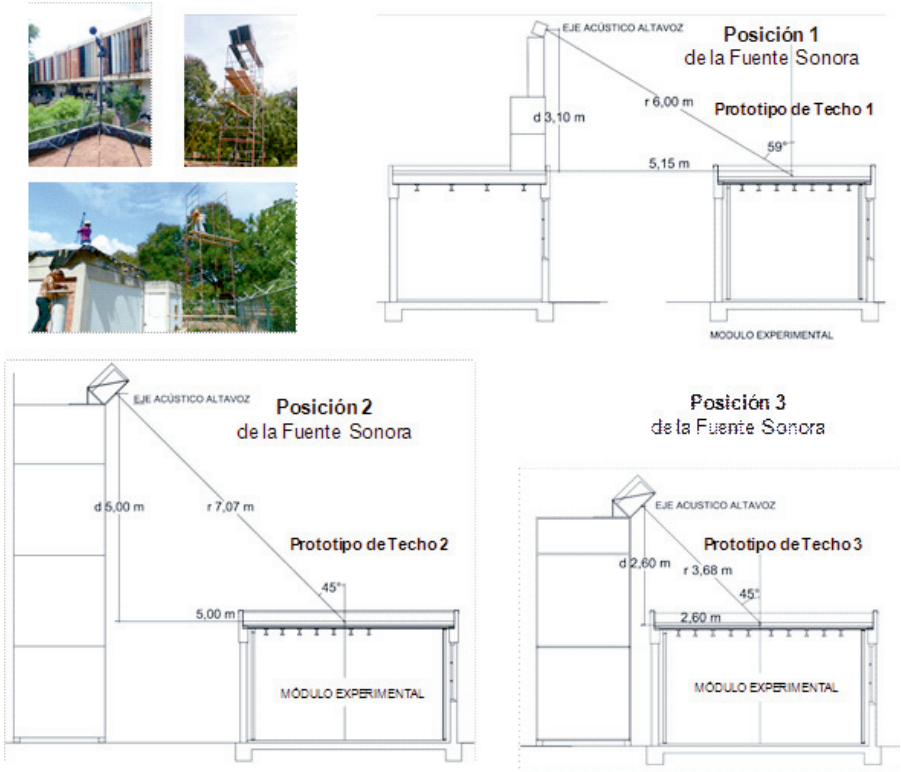 EJE ACÚSTICO ALTAVOZ
Posición 1
de la Fuente Sonora
r 6,00 m
Prototipo de Techo 1
d 3,10 m
59°
5,15 m
MODULO EXPERIMENTAL
EJE ACÚSTICO ALTAVOZ
Posición 2
de la Fuente Sonora
d 5,00 m
r 7,07 m
Prototipo de Techo 2
45°
5,00 m
MÓDULO EXPERIMENTAL
Posición 3
de la Fuente Sonora
EJE ACUSTICO ALTAVOZ
Prototipo de Techo 3
d 2,60 m
r 3,68 m
45°
2,60 m
MÓDULO EXPERIMENTAL